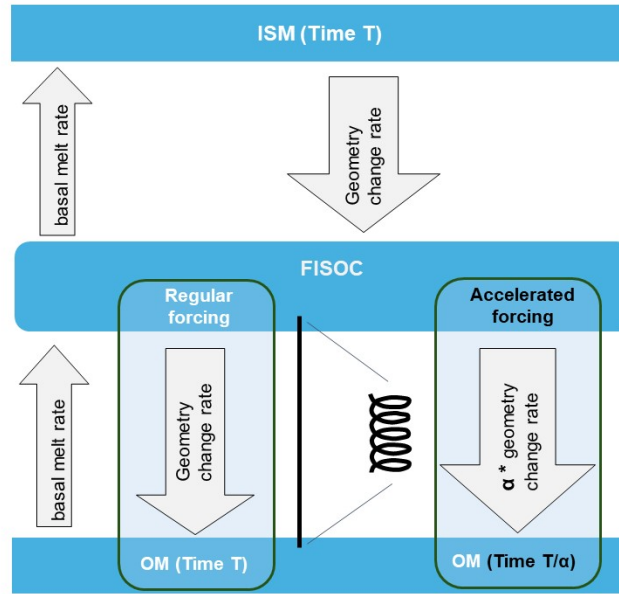 ISM (Time T)
basal melt rate
Geometry
change rate
FISOC
Regular
forcing
Accelerated
forcing
basal melt rate
Geometry
change rate
α * geometry
change rate
OM (Time T)
OM (Time T/α)